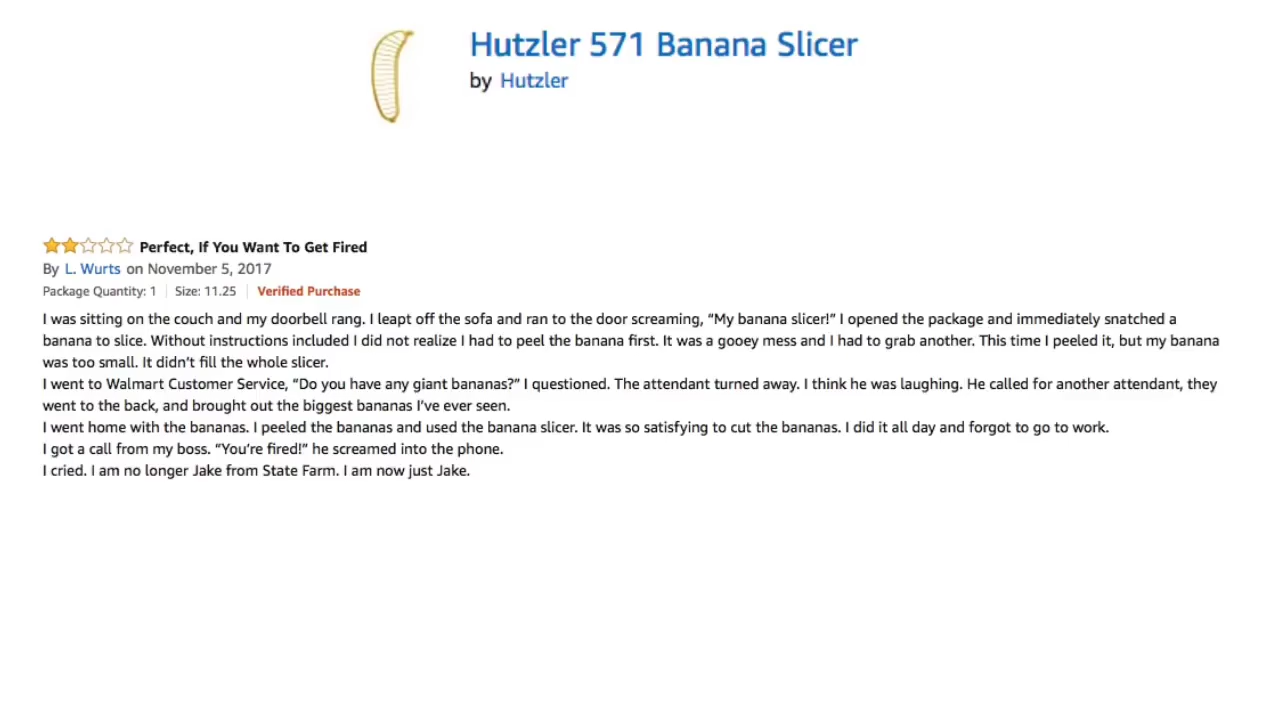 Hutzler 571 Banana Slicer
by Hutzler
Perfect, If You Want To Get Fired
By L. Wurts on November 5, 2017
Package Quantity: 1 | Size: 11.25 | Verified Purchase
I was sitting on the couch and my doorbell rang. I leapt off the sofa and ran to the door screaming, “My banana slicer!” I opened the package and immediately snatched a
banana to slice. Without instructions included I did not realize I had to peel the banana first. It was a gooey mess and I had to grab another. This time I peeled it, but my banana
was too small. It didn’t fill the whole slicer.
I went to Walmart Customer Service, “Do you have any giant bananas?” I questioned. The attendant turned away. I think he was laughing. He called for another attendant, they
went to the back, and brought out the biggest bananas I’ve ever seen.
I went home with the bananas. I peeled the bananas and used the banana slicer. It was so satisfying to cut the bananas. I did it all day and forgot to go to work.
I got a call from my boss. “You’re fired!” he screamed into the phone.
I cried. I am no longer Jake from State Farm. I am now just Jake.